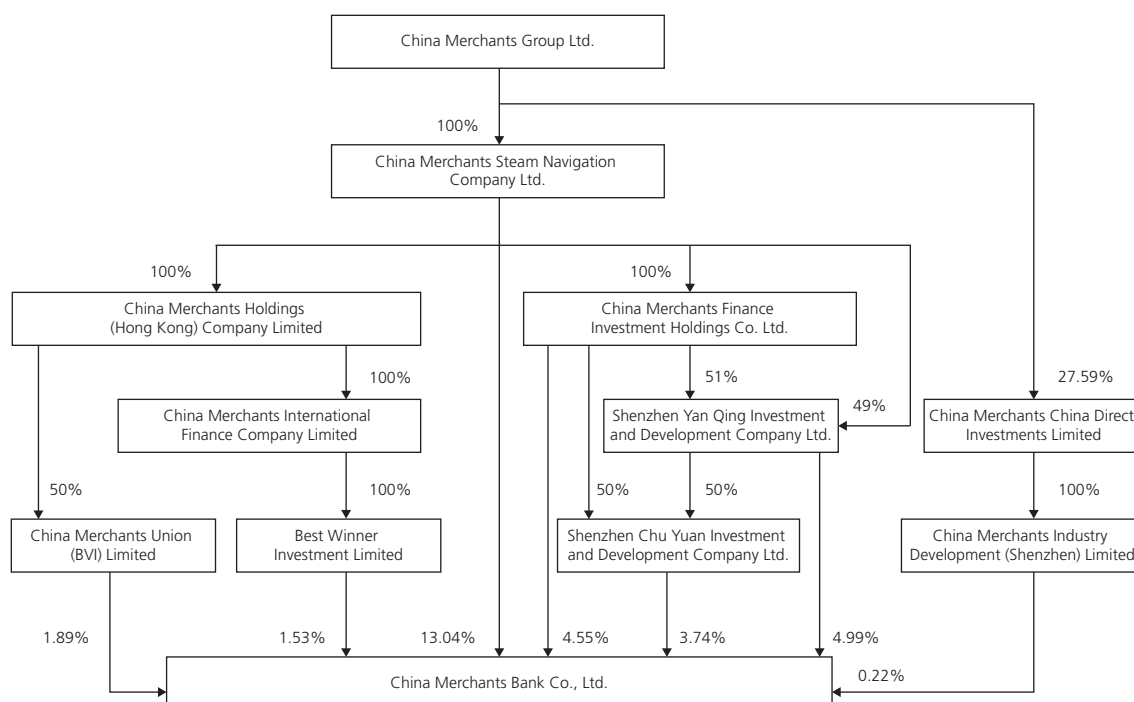 China Merchants Group Ltd.
100%
China Merchants Steam Navigation
Company Ltd.
100%
100%
China Merchants Holdings
(Hong Kong) Company Limited
China Merchants Finance
Investment Holdings Co. Ltd.
100%
51%
27.59%
49%
China Merchants International
Finance Company Limited
Shenzhen Yan Qing Investment
and Development Company Ltd.
China Merchants China Direct
Investments Limited
50%
100%
50%
50%
100%
China Merchants Union
(BVI) Limited
Best Winner
Investment Limited
Shenzhen Chu Yuan Investment
and Development Company Ltd.
China Merchants Industry
Development (Shenzhen) Limited
1.89%
1.53%
13.04%
4.55%
3.74%
4.99%
0.22%
China Merchants Bank Co., Ltd.